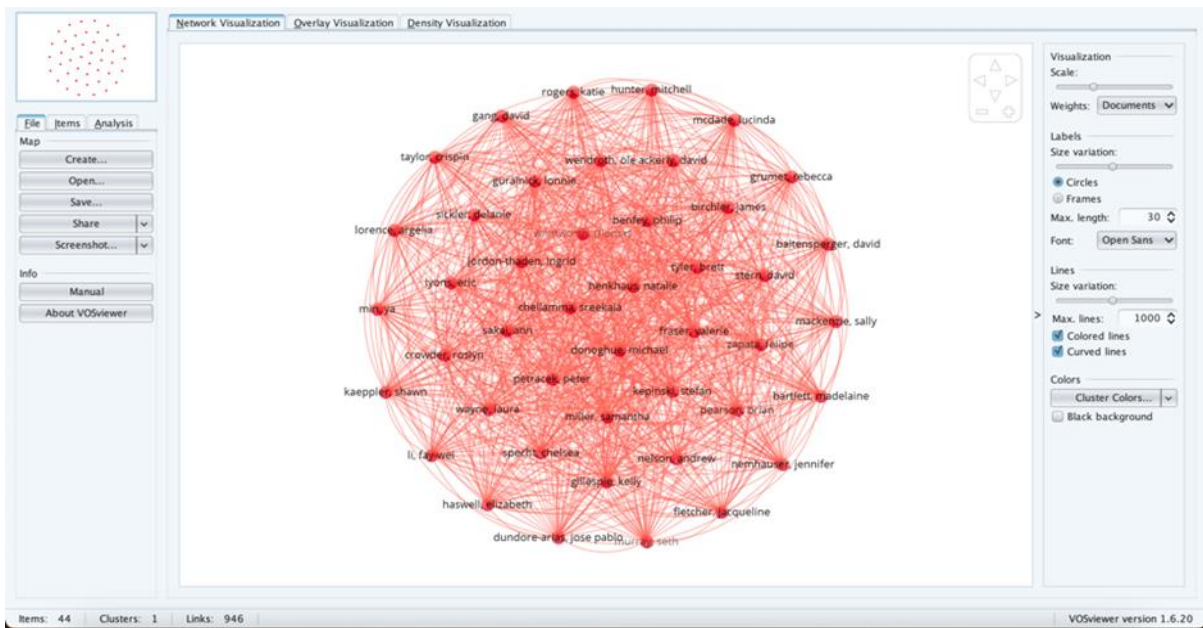 Network Visualization Overlay Visualization Density Visualization
File Items Analysis
Map
Create...
Open...
Save...
Share
Screenshot...
Info
Manual
About VOSviewer
rogers, katie hunter, mitchell
gang, david
mcdade, lucinda
taylor, crispin
wendroth, ole ackerly, david
guralnick, lonnie
grumet, rebecca
sickler, delanie
birchler, james
lorence, argelia
benfey, philip
baltensperger, david
jordon-thaden, ingrid
tyler, brett
stern, david
lyons, eric
henkhaus, natalie
min, ya
chellamma, sreekala
mackenzie, sally
sakai, ann
fraser, valerie
zapata, felipe
crowder, roslyn
donoghue, michael
petracek, peter
kaeppler, shawn
kepinski, stefan
bartlett, madelaine
wayne, laura
miller, samantha
pearson, brian
li, fay-wei
specht, chelsea
nelson, andrew
nemhauser, jennifer
gillespie, kelly
haswell, elizabeth
fletcher, jacqueline
dundore-arias, jose pablo
murray, seth
Visualization
Scale:
Weights: Documents
Labels
Size variation:
Circles
Frames
Max. length: 30
Font: Open Sans
Lines
Size variation:
Max. lines: 1000
Colored lines
Curved lines
Colors
Cluster Colors...
Black background
>
Items: 44 Clusters: 1 Links: 946
VOSviewer version 1.6.20